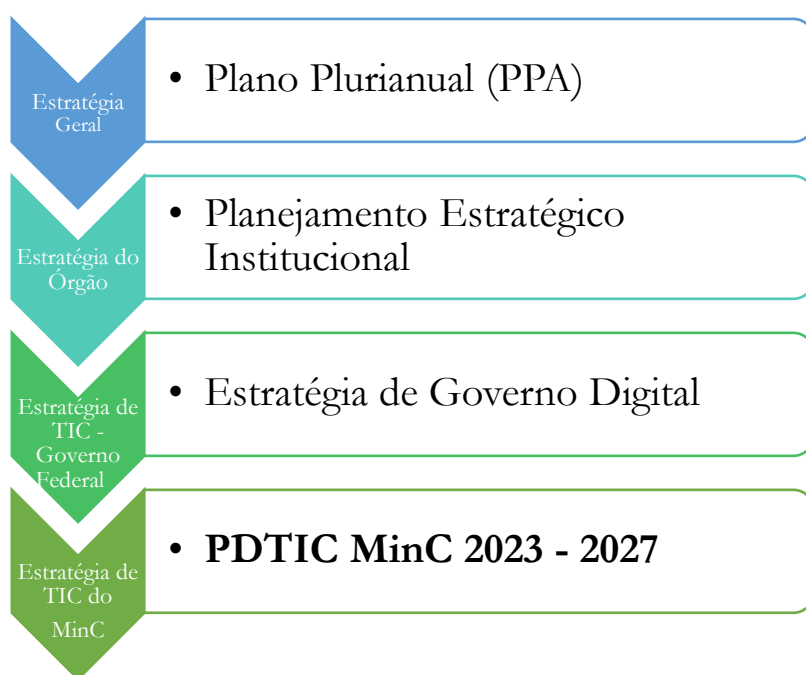 Estratégia
Geral
• Plano Plurianual (PPA)
Estratégia do
Órgão
• Planejamento Estratégico
Institucional
Estratégia de
TIC -
Governo
Federal
• Estratégia de Governo Digital
Estratégia de
TIC do
MinC
• PDTIC MinC 2023 - 2027